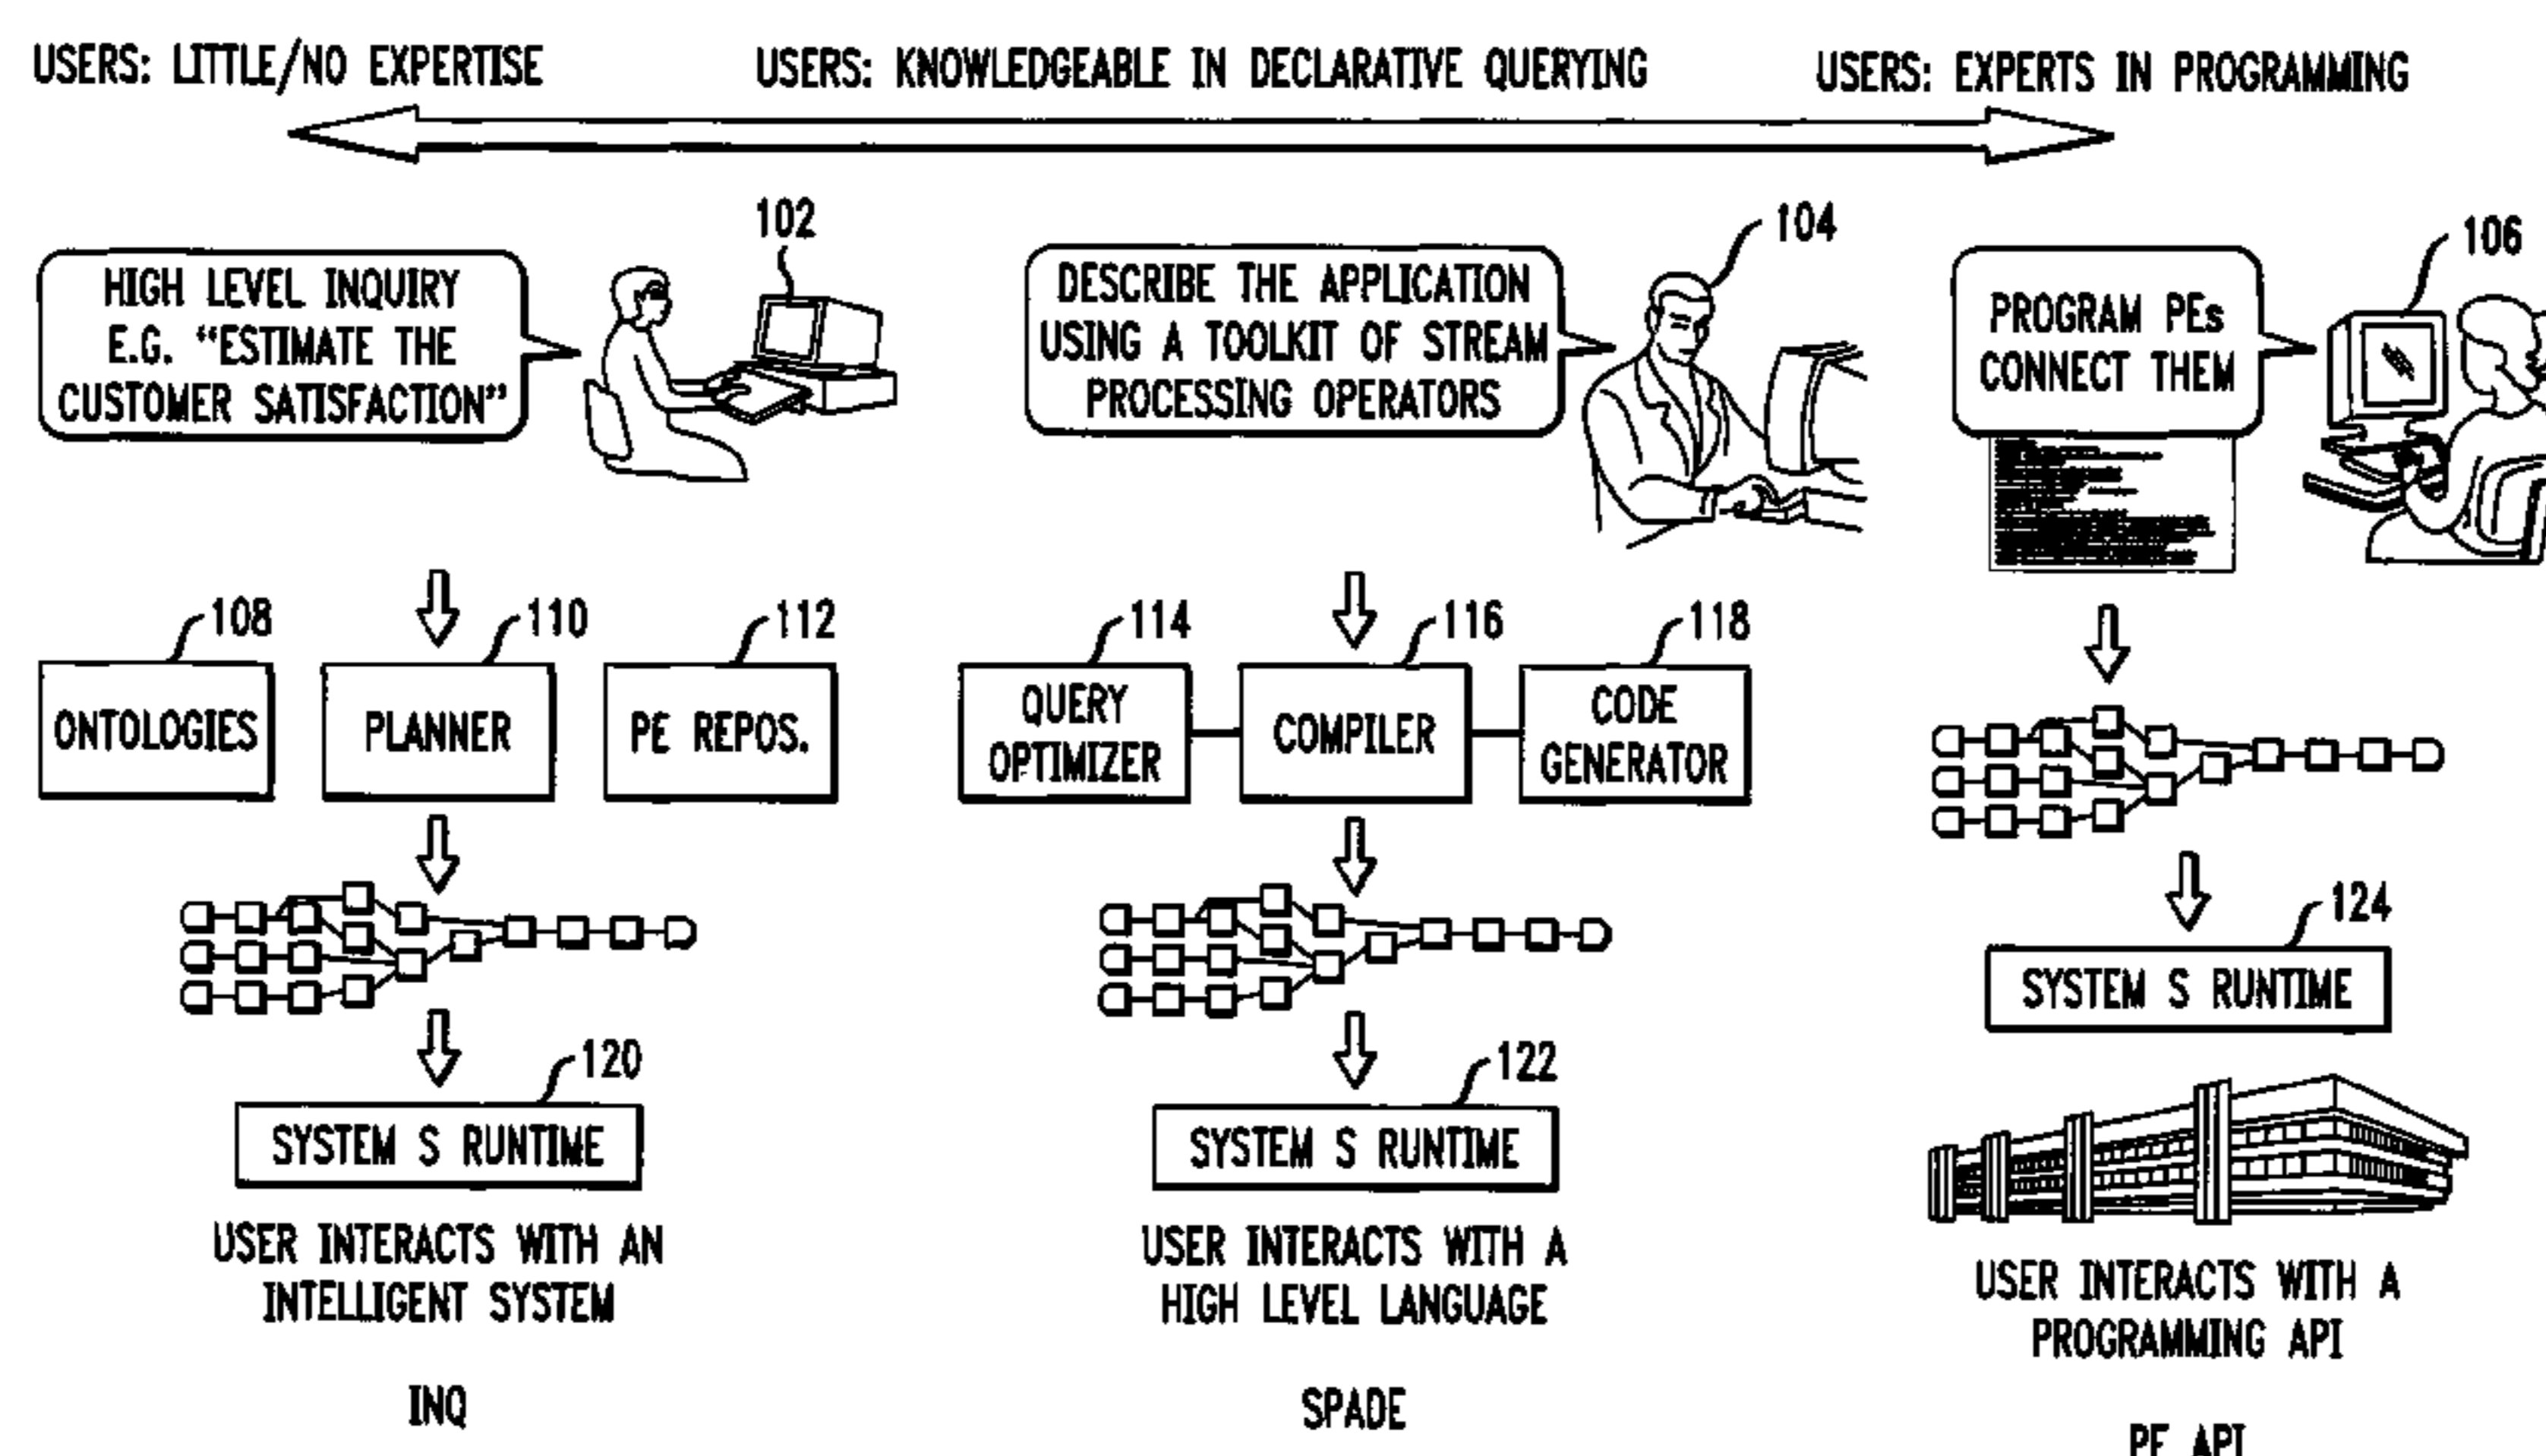 USERS: LITTLE/NO EXPERTISE
USERS: KNOWLEDGEABLE IN DECLARATIVE QUERYING
USERS: EXPERTS IN PROGRAMMING
102
HIGH LEVEL INQUIRY
E.G. “ESTIMATE THE
CUSTOMER SATISFACTION”
104
DESCRIBE THE APPLICATION
USING A TOOLKIT OF STREAM
PROCESSING OPERATORS
106
PROGRAM PEs
CONNECT THEM
108
110
112
ONTOLOGIES
PLANNER
PE REPOS.
114
116
118
QUERY
OPTIMIZER
COMPILER
CODE
GENERATOR
120
SYSTEM S RUNTIME
122
SYSTEM S RUNTIME
124
SYSTEM S RUNTIME
USER INTERACTS WITH AN
INTELLIGENT SYSTEM
USER INTERACTS WITH A
HIGH LEVEL LANGUAGE
USER INTERACTS WITH A
PROGRAMMING API
INQ
SPADE
PE API